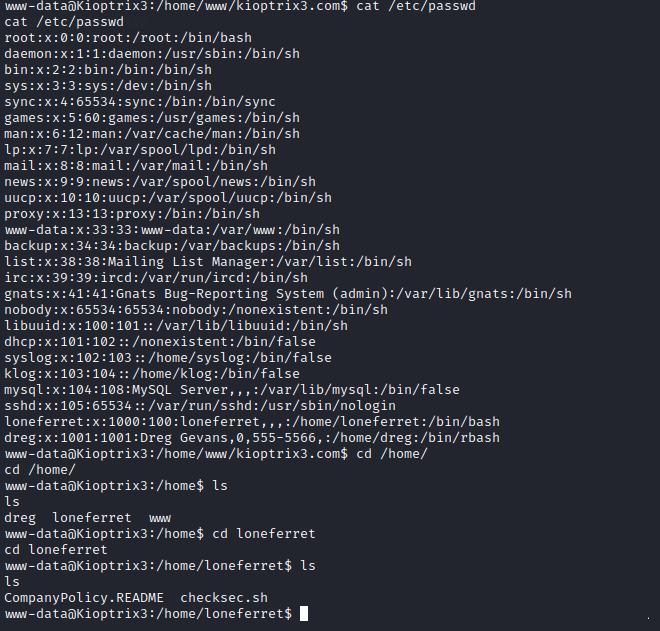 www-data@Kioptrix3:/home/www/kioptrix3.com$ cat /etc/passwd
cat /etc/passwd
root:x:0:0:root:/root:/bin/bash
daemon:x:1:1:daemon:/usr/sbin:/bin/sh
bin:x:2:2:bin:/bin:/bin/sh
sys:x:3:3:sys:/dev:/bin/sh
sync:x:4:65534:sync:/bin:/bin/sync
games:x:5:60:games:/usr/games:/bin/sh
man:x:6:12:man:/var/cache/man:/bin/sh
lp:x:7:7:lp:/var/spool/lpd:/bin/sh
mail:x:8:8:mail:/var/mail:/bin/sh
news:x:9:9:news:/var/spool/news:/bin/sh
uucp:x:10:10:uucp:/var/spool/uucp:/bin/sh
proxy:x:13:13:proxy:/bin:/bin/sh
www-data:x:33:33:www-data:/var/www:/bin/sh
backup:x:34:34:backup:/var/backups:/bin/sh
list:x:38:38:Mailing List Manager:/var/list:/bin/sh
irc:x:39:39:ircd:/var/run/ircd:/bin/sh
gnats:x:41:41:Gnats Bug-Reporting System (admin):/var/lib/gnats:/bin/sh
nobody:x:65534:65534:nobody:/nonexistent:/bin/sh
libuuid:x:100:101::/var/lib/libuuid:/bin/sh
dhcp:x:101:102::/nonexistent:/bin/false
syslog:x:102:103::/home/syslog:/bin/false
klog:x:103:104::/home/klog:/bin/false
mysql:x:104:108:MySQL Server,,,:/var/lib/mysql:/bin/false
sshd:x:105:65534::/var/run/sshd:/usr/sbin/nologin
loneferret:x:1000:100:loneferret,,,:/home/loneferret:/bin/bash
dreg:x:1001:1001:Dreg Gevans,0,555-5566,:/home/dreg:/bin/rbash
www-data@Kioptrix3:/home/www/kioptrix3.com$ cd /home/
cd /home/
www-data@Kioptrix3:/home$ ls
ls
dreg  loneferret  www
www-data@Kioptrix3:/home$ cd loneferret
cd loneferret
www-data@Kioptrix3:/home/loneferret$ ls
ls
CompanyPolicy.README  checksec.sh
www-data@Kioptrix3:/home/loneferret$